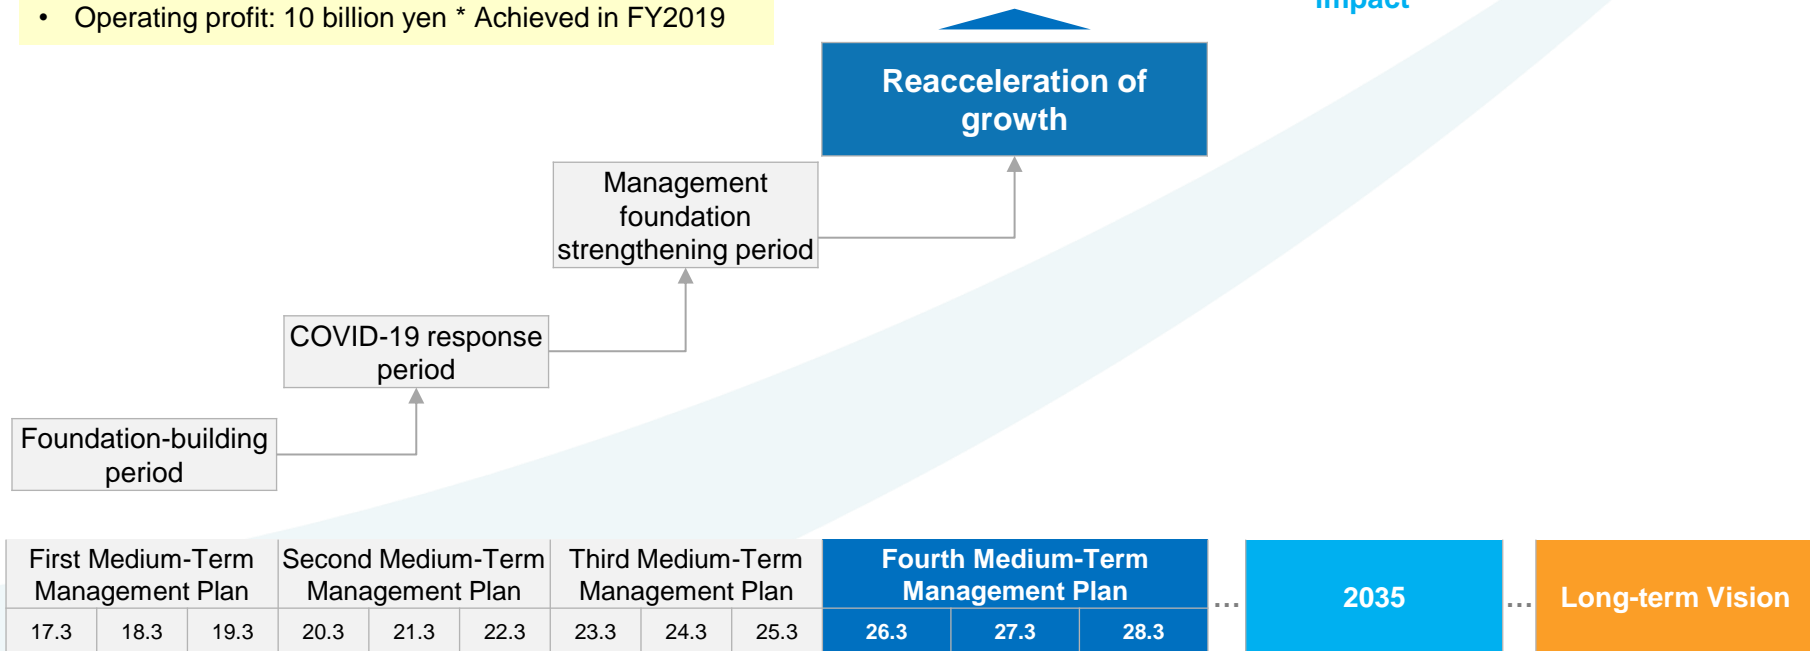 • Operating profit: 10 billion yen * Achieved in FY2019
impact
Reacceleration of
growth
Management
foundation
strengthening period
COVID-19 response
period
Foundation-building
period
First Medium-Term
Management Plan
Second Medium-Term
Management Plan
Third Medium-Term
Management Plan
Fourth Medium-Term
Management Plan
... 2035 ... Long-term Vision
17.3 18.3 19.3 20.3 21.3 22.3 23.3 24.3 25.3 26.3 27.3 28.3